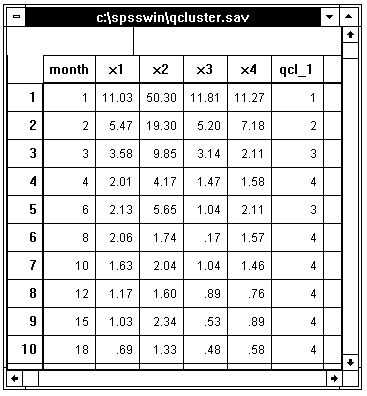 c:\spsswin\qcluster.sav
month x1 x2 x3 x4 qcl_1
1 1 11.03 50.30 11.81 11.27 1
2 2 5.47 19.30 5.20 7.18 2
3 3 3.58 9.85 3.14 2.11 3
4 4 2.01 4.17 1.47 1.58 4
5 6 2.13 5.65 1.04 2.11 3
6 8 2.06 1.74 .17 1.57 4
7 10 1.63 2.04 1.04 1.46 4
8 12 1.17 1.60 .89 .76 4
9 15 1.03 2.34 .53 .89 4
10 18 .69 1.33 .48 .58 4